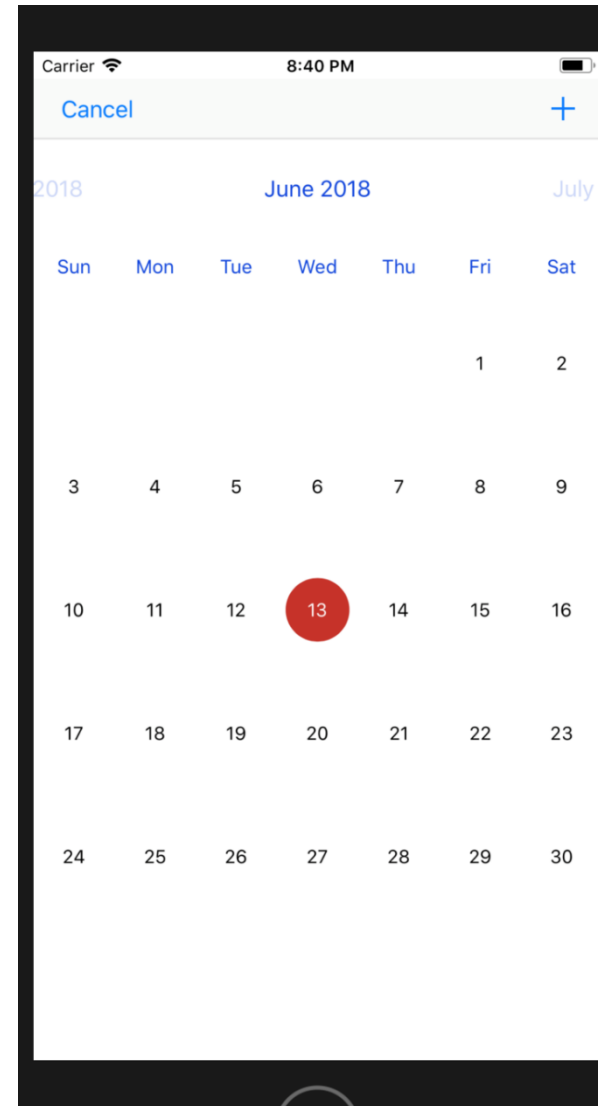 Carrier 8:40 PM
Cancel +
2018 June 2018 July
Sun Mon Tue Wed Thu Fri Sat
1 2
3 4 5 6 7 8 9
10 11 12 13 14 15 16
17 18 19 20 21 22 23
24 25 26 27 28 29 30